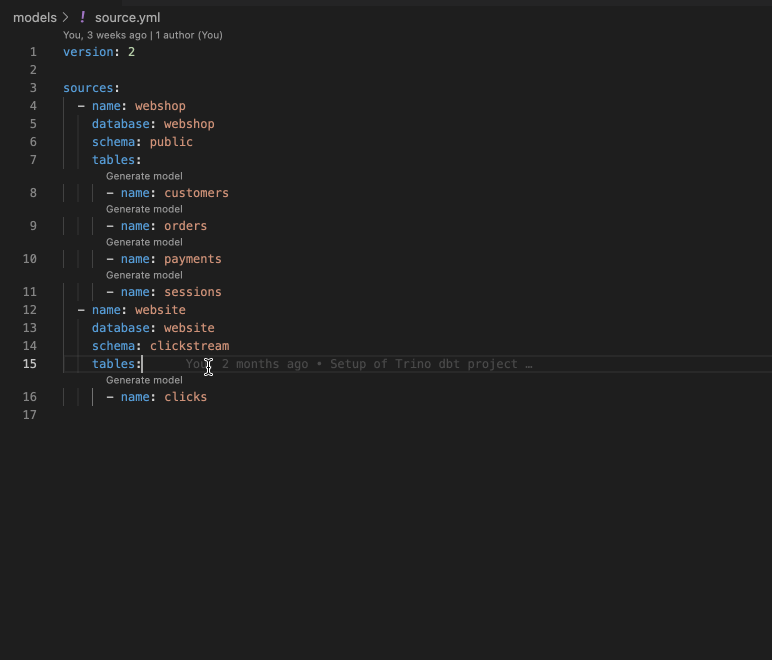 models > ! source.yml
You, 3 weeks ago | 1 author (You)
1 version: 2
2
3 sources:
4 - name: webshop
5 database: webshop
6 schema: public
7 tables:
Generate model
8 - name: customers
Generate model
9 - name: orders
Generate model
10 - name: payments
Generate model
11 - name: sessions
12 - name: website
13 database: website
14 schema: clickstream
15 tables: You, 2 months ago • Setup of Trino dbt project …
Generate model
16 - name: clicks
17